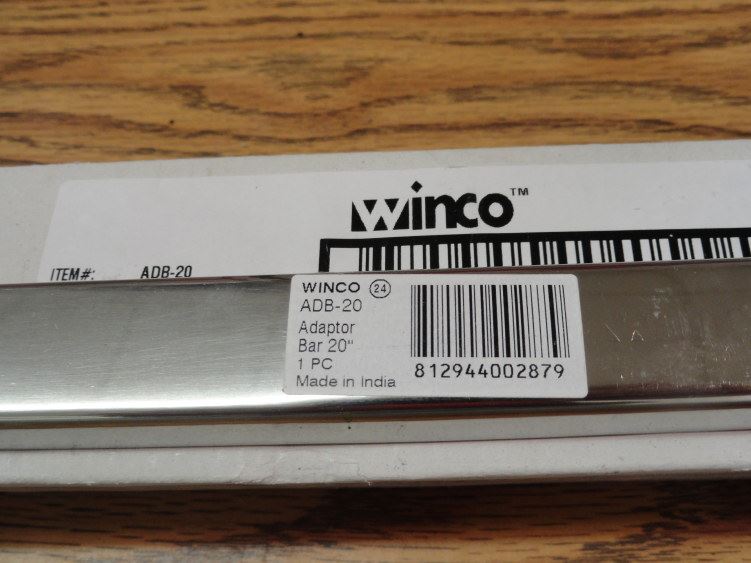 Winco™
ITEM#: ADB-20
WINCO 24
ADB-20
Adaptor
Bar 20"
1 PC
Made in India
812944002879